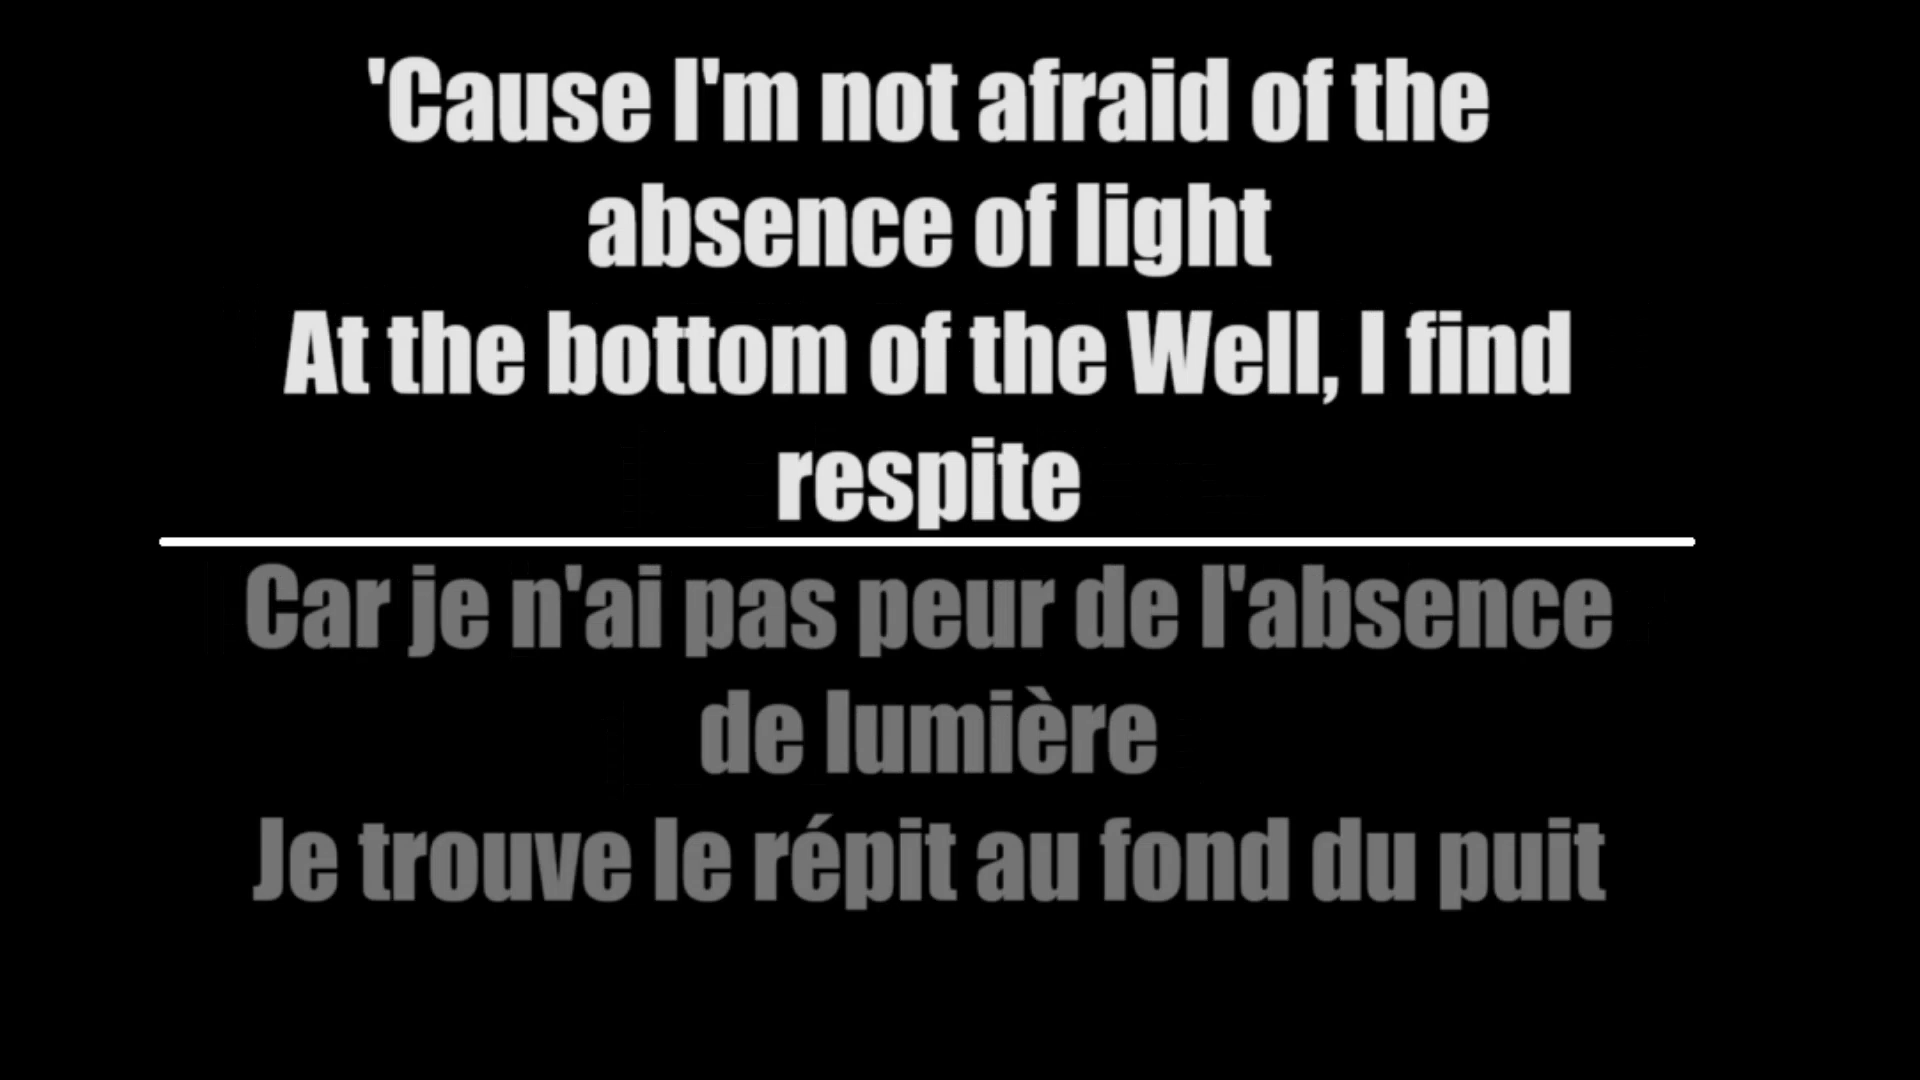 'Cause I'm not afraid of the
absence of light
At the bottom of the Well, I find
respite
Car je n'ai pas peur de l'absence
de lumière
Je trouve le répit au fond du puit